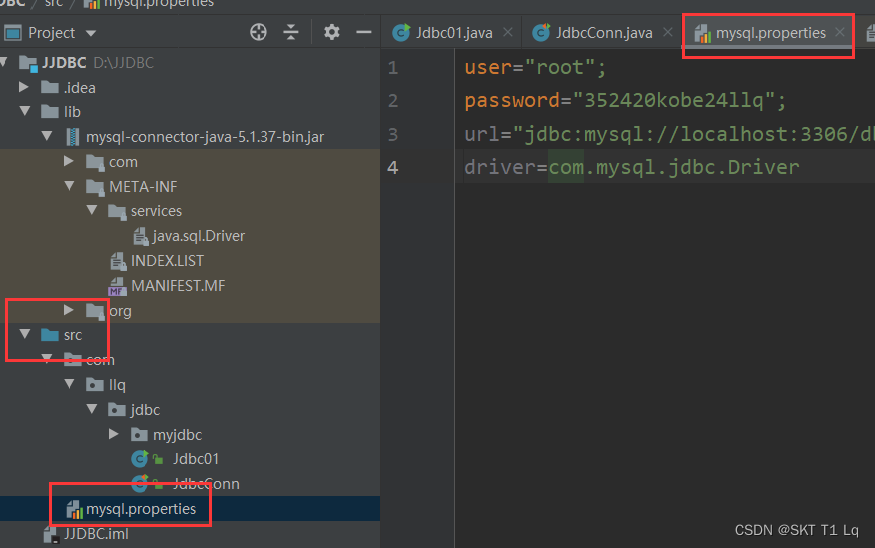 DBC src mysql.properties
Project
Jdbc01.java
JdbcConn.java
mysql.properties
JJDBC D:\JJDBC
.idea
lib
mysql-connector-java-5.1.37-bin.jar
com
META-INF
services
java.sql.Driver
INDEX.LIST
MANIFEST.MF
org
src
com
llq
jdbc
myjdbc
Jdbc01
JdbcConn
mysql.properties
JJDBC.iml
1 user="root";
2 password="352420kobe24llq";
3 url="jdbc:mysql://localhost:3306/d
4 driver=com.mysql.jdbc.Driver
CSDN @SKT T1 Lq